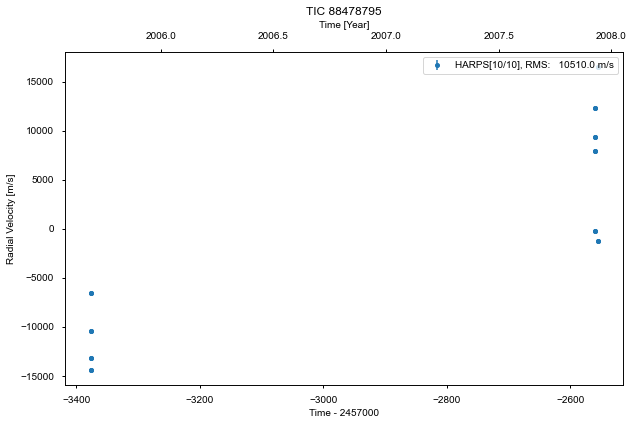 TIC 88478795
Time [Year]
2006.0 2006.5 2007.0 2007.5 2008.0
HARPS[10/10], RMS: 10510.0 m/s
15000
10000
5000
0
−5000
−10000
−15000
Radial Velocity [m/s]
−3400 −3200 −3000 −2800 −2600
Time - 2457000